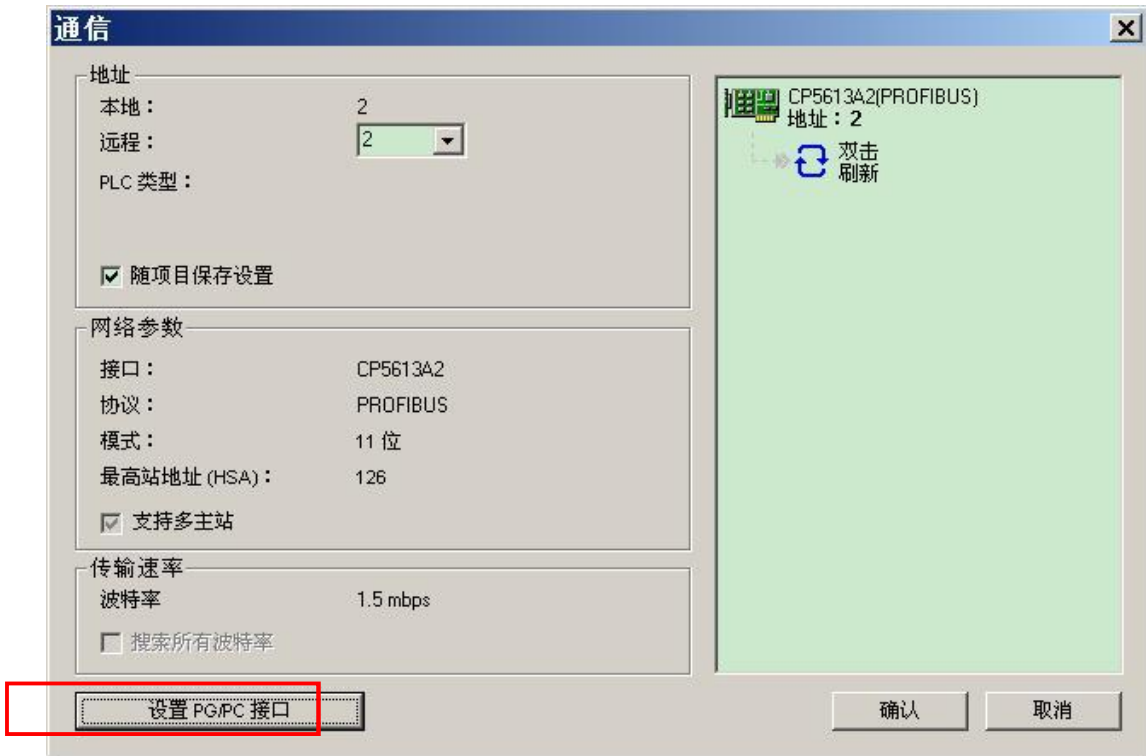 通信
地址
本地： 2
远程： 2
PLC 类型：
随项目保存设置
网络参数
接口： CP5613A2
协议： PROFIBUS
模式： 11 位
最高站地址 (HSA)： 126
支持多主站
传输速率
波特率 1.5 mbps
搜索所有波特率
设置 PG/PC 接口
CP5613A2(PROFIBUS)
地址：2
双击
刷新
确认 取消